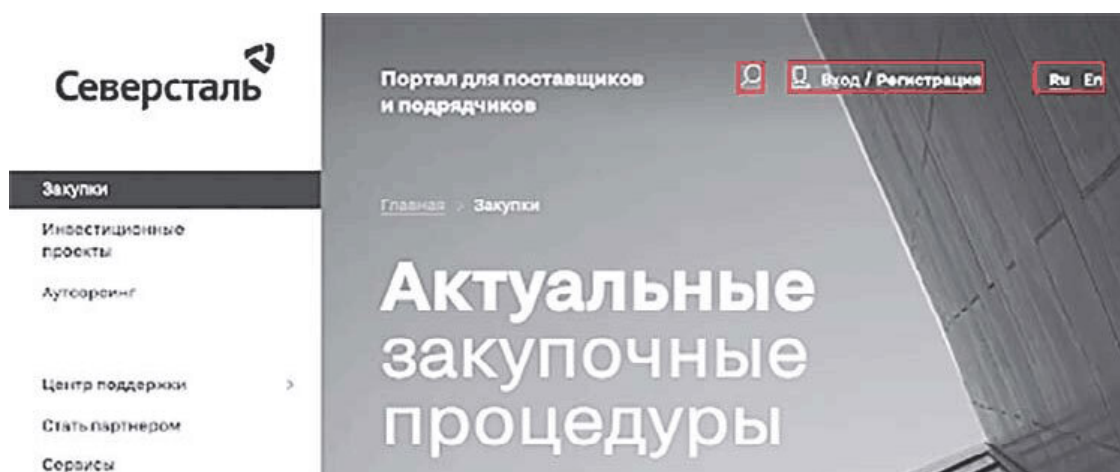 Северсталь
Портал для поставщиков
и подрядчиков
Вход / Регистрация
Ru En
Закупки
Инвестиционные
проекты
Аутсорсинг
Центр поддержки
Стать партнером
Сервисы
Главная > Закупки
Актуальные
закупочные
процедуры